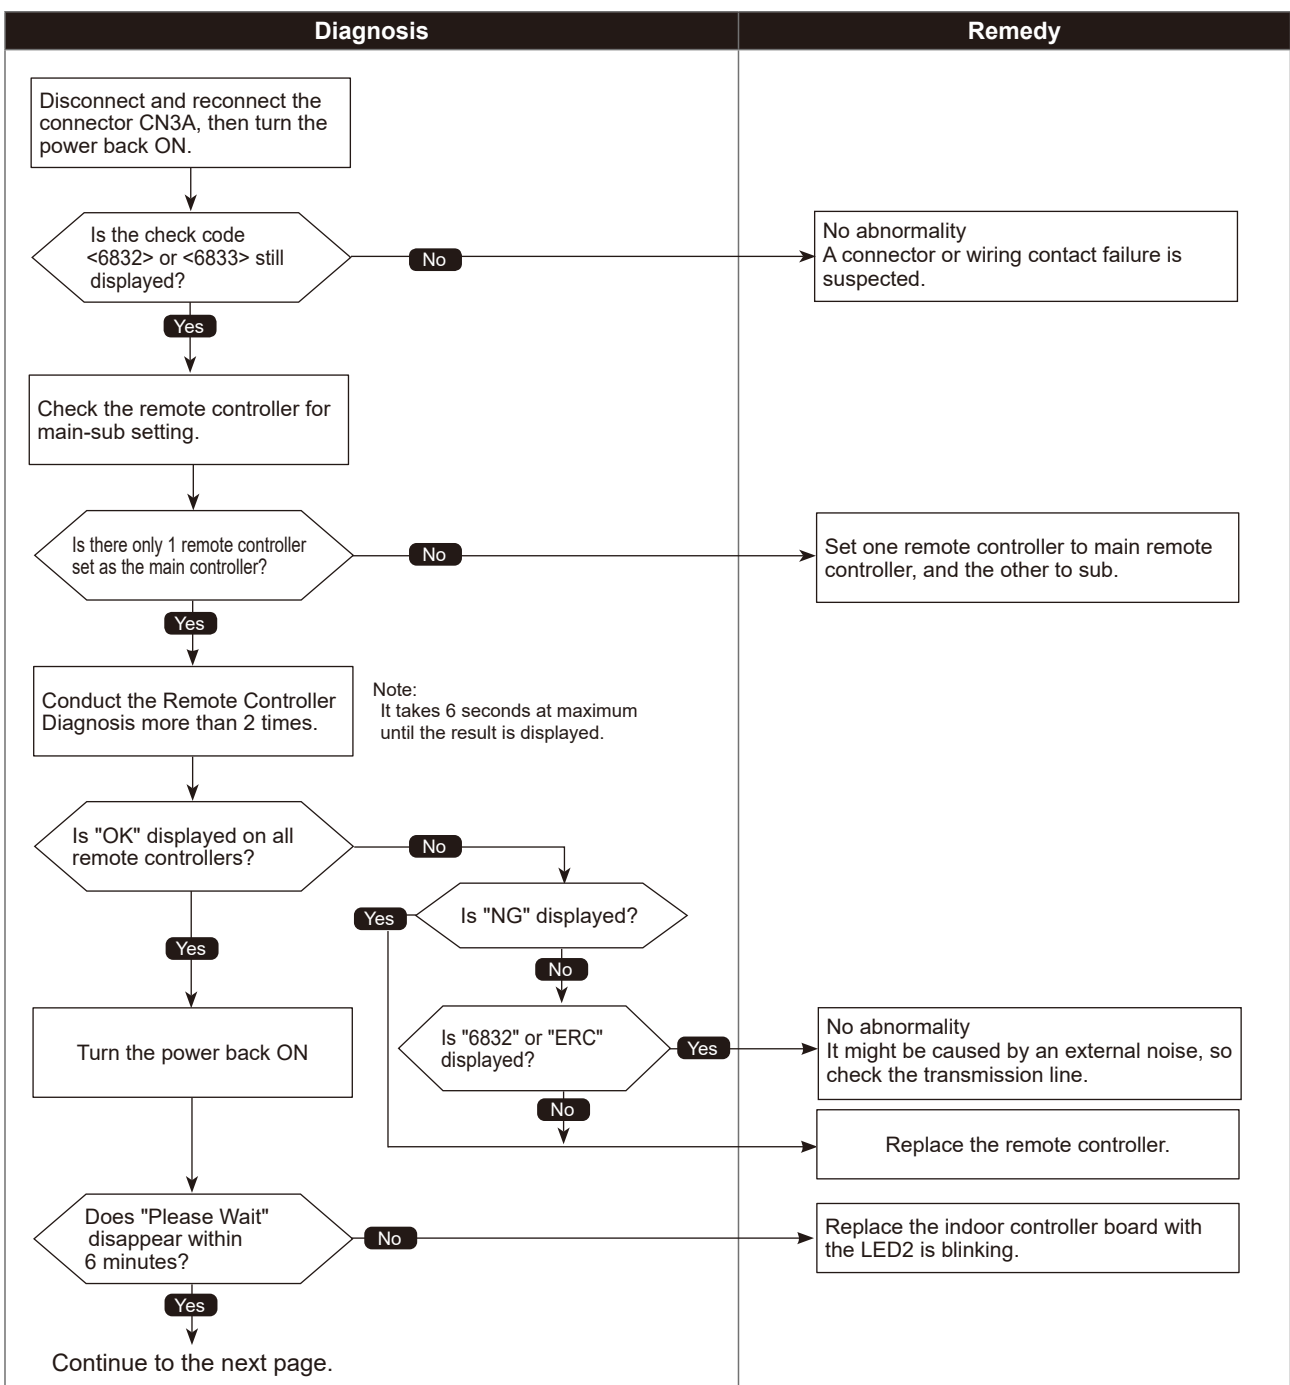 Diagnosis
Remedy
Disconnect and reconnect the
connector CN3A, then turn the
power back ON.
Is the check code
<6832> or <6833> still
displayed?
No
No abnormality
A connector or wiring contact failure is
suspected.
Yes
Check the remote controller for
main-sub setting.
Is there only 1 remote controller
set as the main controller?
No
Set one remote controller to main remote
controller, and the other to sub.
Yes
Conduct the Remote Controller
Diagnosis more than 2 times.
Note:
It takes 6 seconds at maximum
until the result is displayed.
Is "OK" displayed on all
remote controllers?
No
Is "NG" displayed?
Yes
Yes
No
Turn the power back ON
Is "6832" or "ERC"
displayed?
Yes
No abnormality
It might be caused by an external noise, so
check the transmission line.
No
Replace the remote controller.
Does "Please Wait"
disappear within
6 minutes?
No
Replace the indoor controller board with
the LED2 is blinking.
Yes
Continue to the next page.